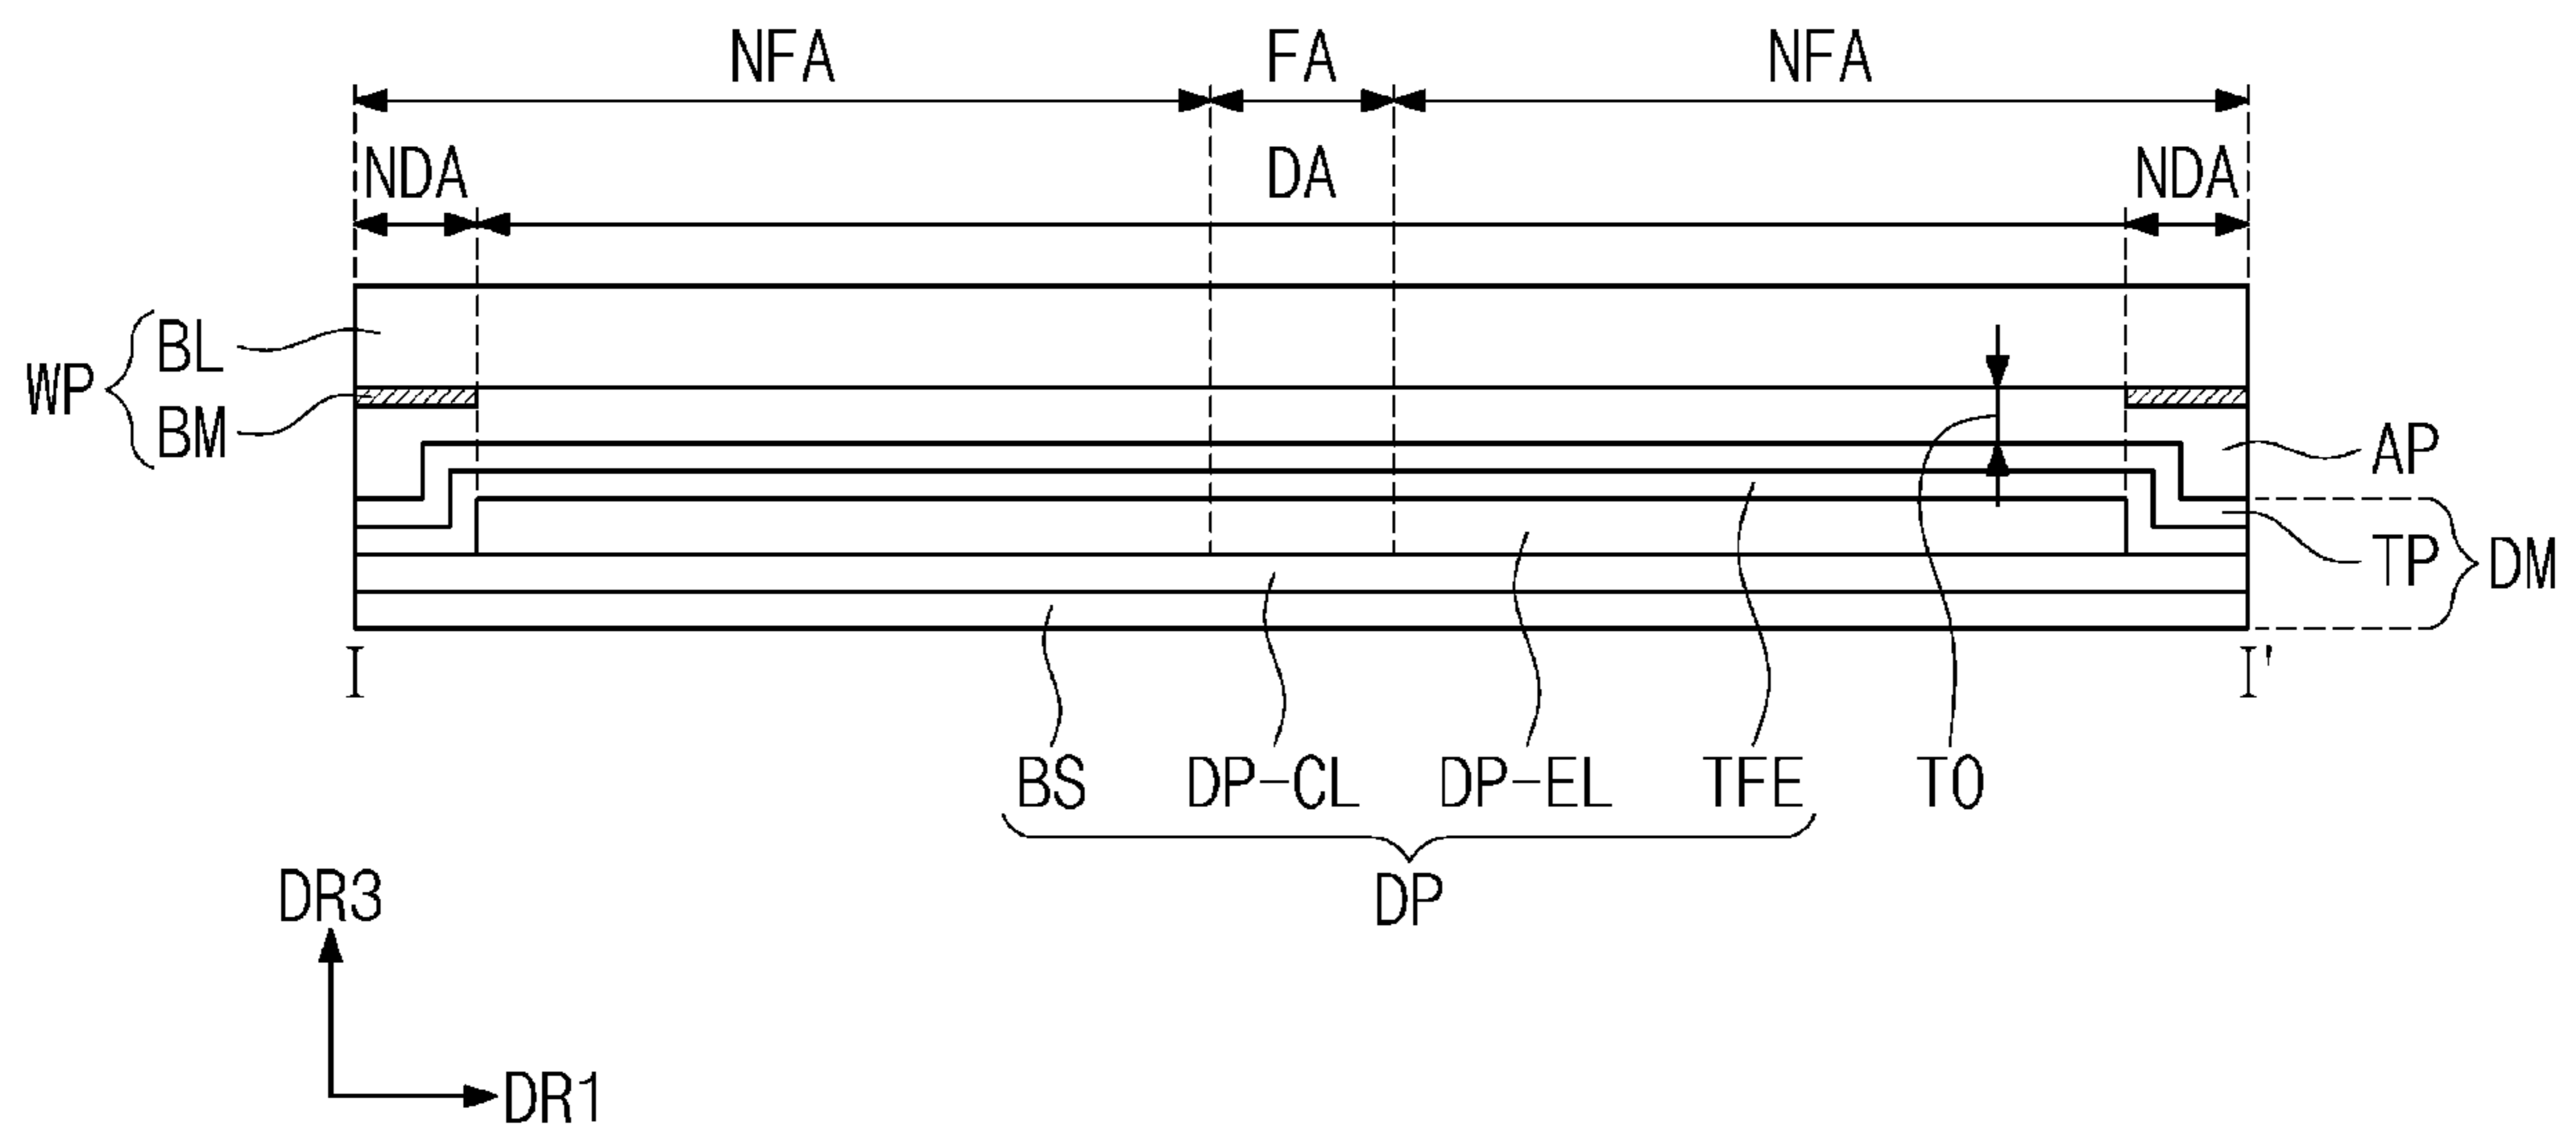 NFA FA NFA
NDA DA NDA
BL
WP
BM
AP
TP DM
I I'
BS DP-CL DP-EL TFE TO
DP
DR3
DR1